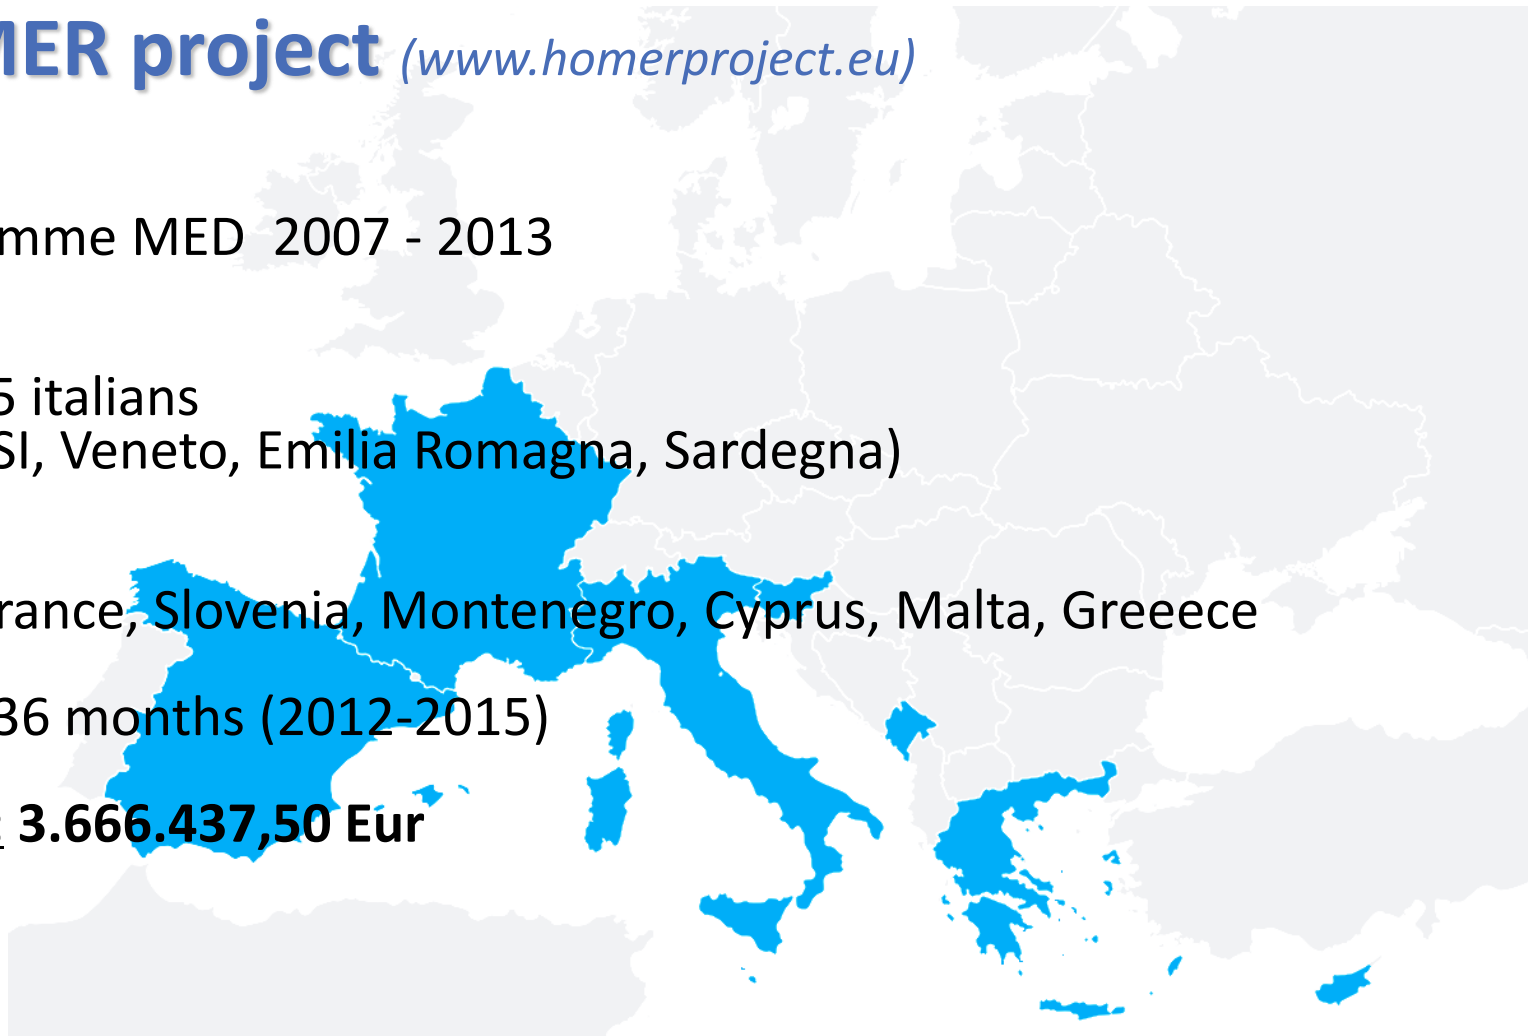 MER project (www.homerproject.eu)
mme MED 2007 - 2013
5 italians
SI, Veneto, Emilia Romagna, Sardegna)
rance, Slovenia, Montenegro, Cyprus, Malta, Greeece
36 months (2012-2015)
: 3.666.437,50 Eur